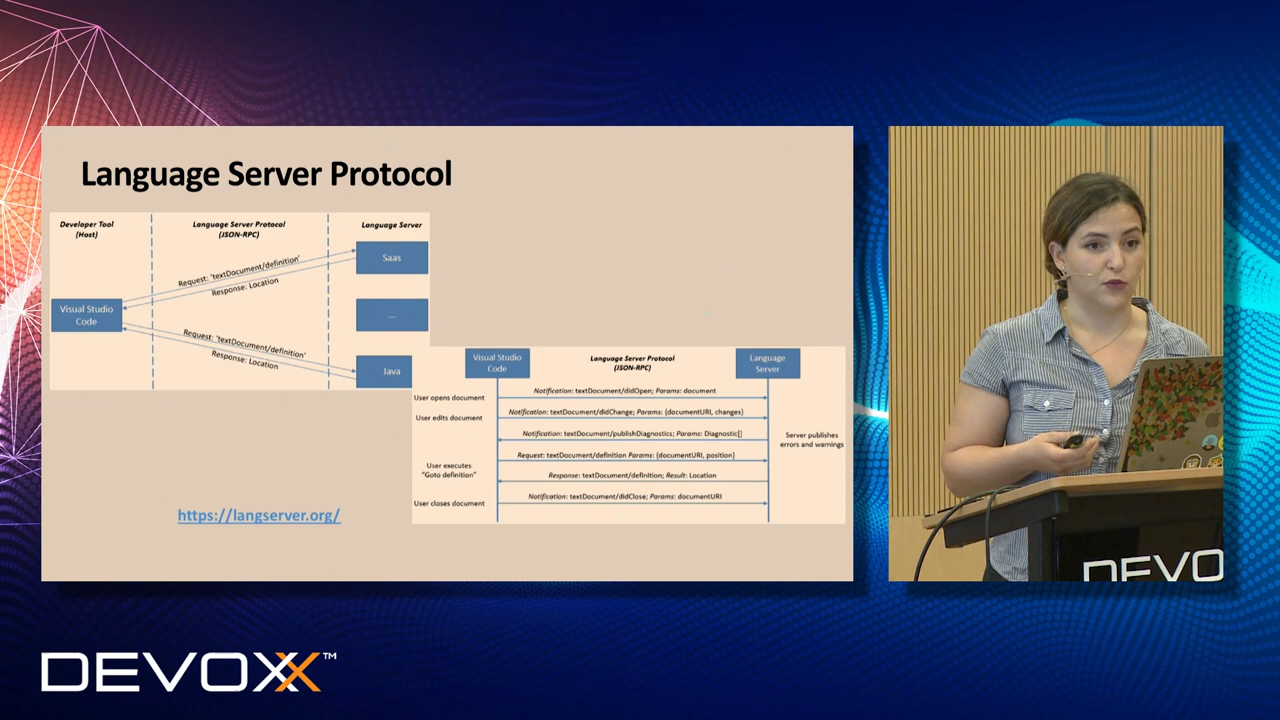 Language Server Protocol
Developer Tool
(Host)
Language Server Protocol
(JSON-RPC)
Language Server
Saas
Request: 'textDocument/definition'
Response: Location
Visual Studio
Code
...
Request: 'textDocument/definition'
Response: Location
Java
Visual Studio
Code
Language Server Protocol
(JSON-RPC)
Language
Server
Notification: textDocument/didOpen; Params: document
User opens document
Notification: textDocument/didChange; Params: {documentURI, changes}
User edits document
Notification: textDocument/publishDiagnostics; Params: Diagnostic[]
Server publishes
errors and warnings
Request: textDocument/definition Params: {documentURI, position}
User executes
"Goto definition"
Response: textDocument/definition; Result: Location
Notification: textDocument/didClose; Params: documentURI
User closes document
https://langserver.org/
DEVOXX
DEVOXX™